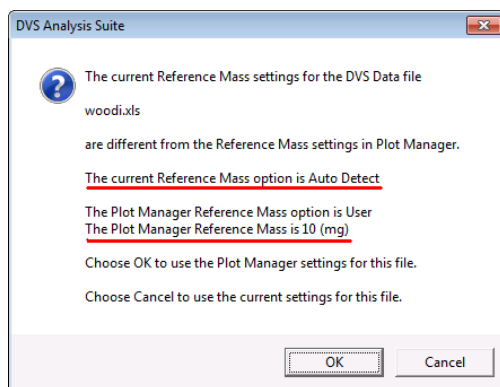 DVS Analysis Suite
The current Reference Mass settings for the DVS Data file
woodi.xls
are different from the Reference Mass settings in Plot Manager.
The current Reference Mass option is Auto Detect
The Plot Manager Reference Mass option is User
The Plot Manager Reference Mass is 10 (mg)
Choose OK to use the Plot Manager settings for this file.
Choose Cancel to use the current settings for this file.
OK
Cancel